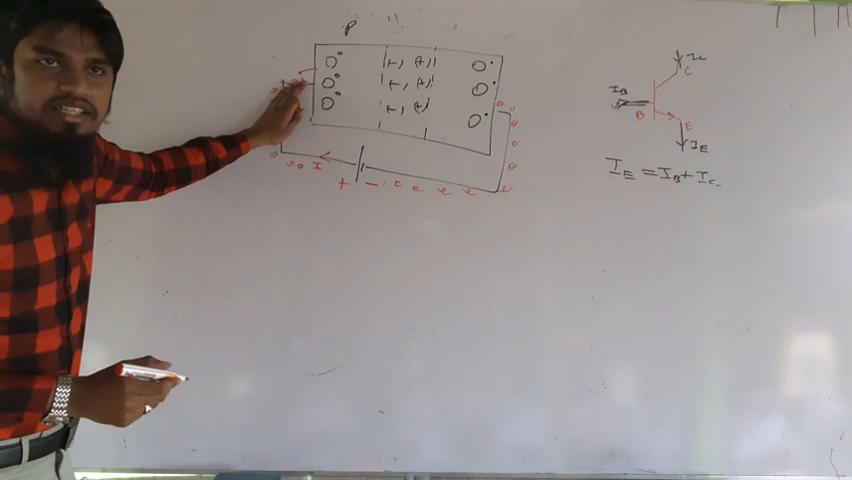 P
(-) (+)
(-) (+)
(-) (+)
I
+ - e e e e e
Ic
C
IB
B
E
IE
IE = IB + Ic